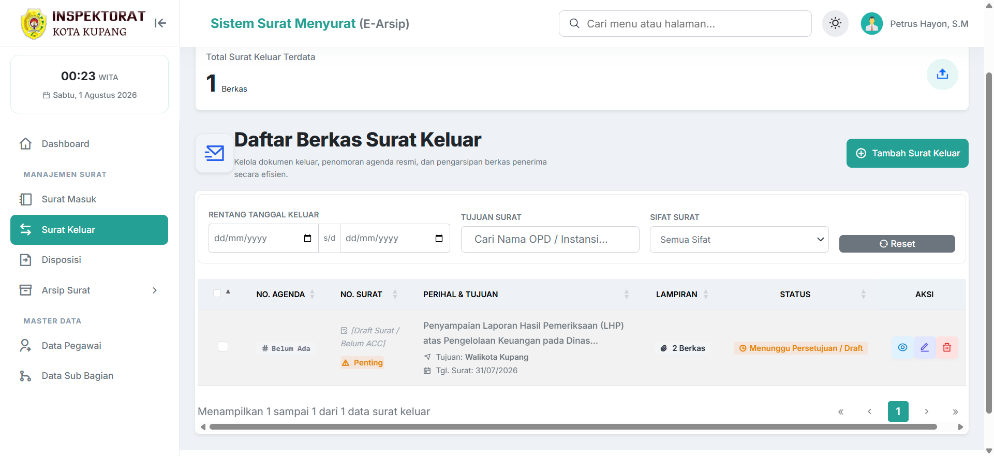 INSPEKTORAT
KOTA KUPANG
Sistem Surat Menyurat (E-Arsip)
Cari menu atau halaman...
Petrus Hayon, S.M
00:23 WITA
Sabtu, 1 Agustus 2026
Dashboard
MANAJEMEN SURAT
Surat Masuk
Surat Keluar
Disposisi
Arsip Surat
MASTER DATA
Data Pegawai
Data Sub Bagian
Total Surat Keluar Terdata
1 Berkas
Daftar Berkas Surat Keluar
Kelola dokumen keluar, penomoran agenda resmi, dan pengarsipan berkas penerima
secara efisien.
Tambah Surat Keluar
RENTANG TANGGAL KELUAR
dd/mm/yyyy s/d dd/mm/yyyy
TUJUAN SURAT
Cari Nama OPD / Instansi...
SIFAT SURAT
Semua Sifat
Reset
NO. AGENDA NO. SURAT PERIHAL & TUJUAN LAMPIRAN STATUS AKSI
# Belum Ada
[Draft Surat /
Belum ACC]
Penting
Penyampaian Laporan Hasil Pemeriksaan (LHP)
atas Pengelolaan Keuangan pada Dinas...
Tujuan: Walikota Kupang
Tgl. Surat: 31/07/2026
2 Berkas
Menunggu Persetujuan / Draft
Menampilkan 1 sampai 1 dari 1 data surat keluar
« ‹ 1 › »